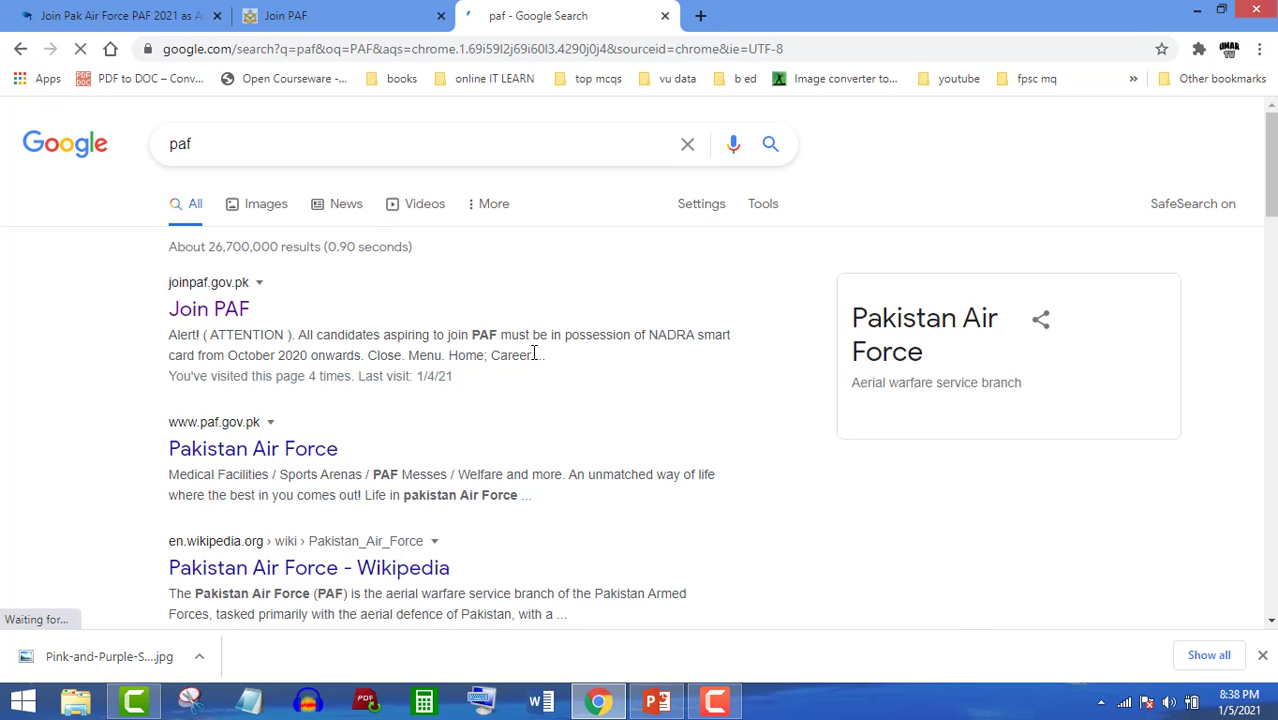 Join Pak Air Force PAF 2021 as A
Join PAF
paf - Google Search
google.com/search?q=paf&oq=PAF&aqs=chrome.1.69i59l2j69i60l3.4290j0j4&sourceid=chrome&ie=UTF-8
UMAR
Apps PDF to DOC – Conv... Open Courseware -... books online IT LEARN top mcqs vu data b ed Image converter to... youtube fpsc mq » Other bookmarks
Google
paf
All Images News Videos More Settings Tools SafeSearch on
About 26,700,000 results (0.90 seconds)
joinpaf.gov.pk
Join PAF
Alert! ( ATTENTION ). All candidates aspiring to join PAF must be in possession of NADRA smart
card from October 2020 onwards. Close. Menu. Home; Career...
You've visited this page 4 times. Last visit: 1/4/21
www.paf.gov.pk
Pakistan Air Force
Medical Facilities / Sports Arenas / PAF Messes / Welfare and more. An unmatched way of life
where the best in you comes out! Life in pakistan Air Force ...
en.wikipedia.org › wiki › Pakistan_Air_Force
Pakistan Air Force - Wikipedia
The Pakistan Air Force (PAF) is the aerial warfare service branch of the Pakistan Armed
Forces, tasked primarily with the aerial defence of Pakistan, with a ...
Pakistan Air
Force
Aerial warfare service branch
Waiting for...
Pink-and-Purple-S....jpg
Show all
8:38 PM
1/5/2021